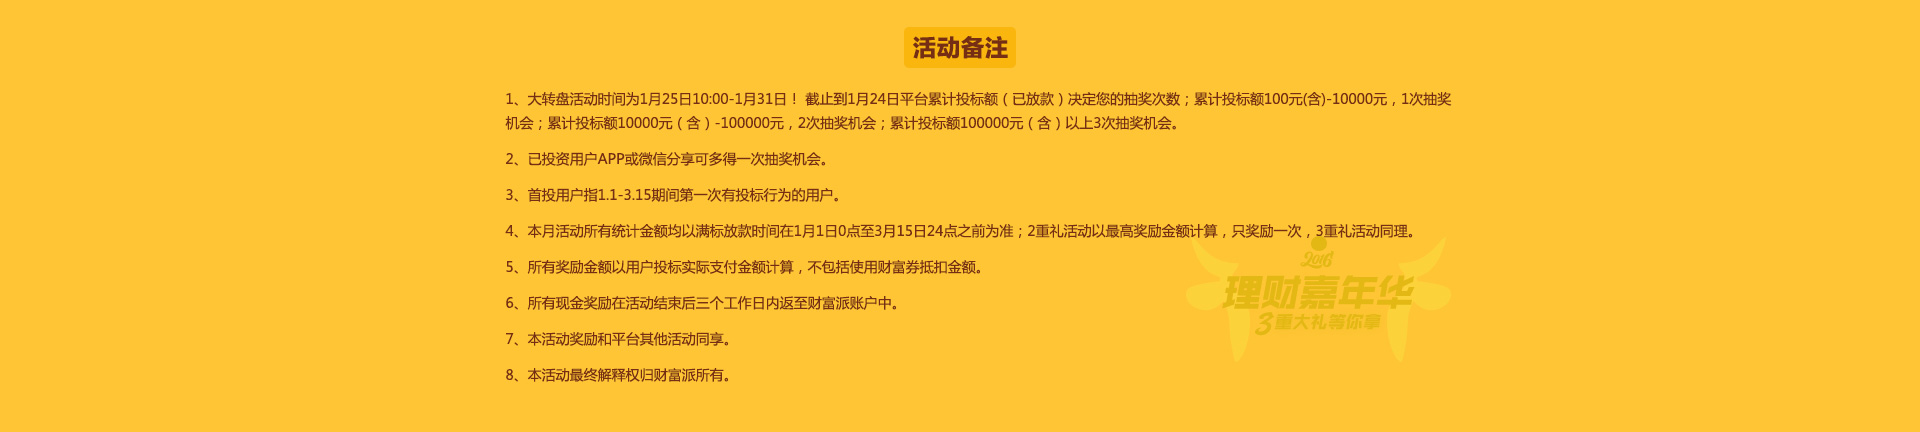 活动备注
1、大转盘活动时间为1月25日10:00-1月31日！ 截止到1月24日平台累计投标额（已放款）决定您的抽奖次数；累计投标额100元(含)-10000元，1次抽奖
机会；累计投标额10000元（含）-100000元，2次抽奖机会；累计投标额100000元（含）以上3次抽奖机会。
2、已投资用户APP或微信分享可多得一次抽奖机会。
3、首投用户指1.1-3.15期间第一次有投标行为的用户。
4、本月活动所有统计金额均以满标放款时间在1月1日0点至3月15日24点之前为准；2重礼活动以最高奖励金额计算，只奖励一次，3重礼活动同理。
5、所有奖励金额以用户投标实际支付金额计算，不包括使用财富券抵扣金额。
6、所有现金奖励在活动结束后三个工作日内返至财富派账户中。
7、本活动奖励和平台其他活动同享。
8、本活动最终解释权归财富派所有。
2016
理财嘉年华
3重大礼等你拿